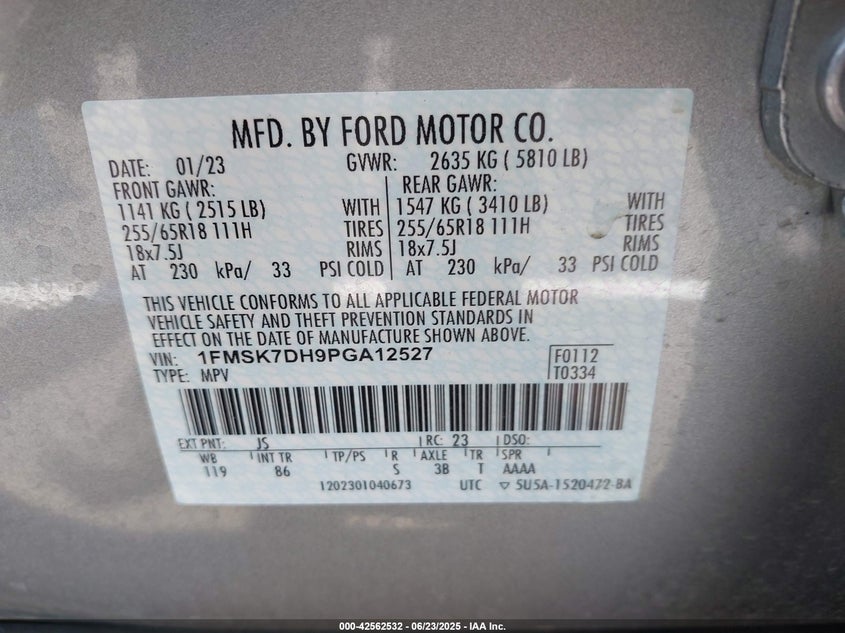 MFD. BY FORD MOTOR CO.
DATE: 01/23 GVWR: 2635 KG ( 5810 LB)
FRONT GAWR: REAR GAWR:
1141 KG ( 2515 LB) WITH 1547 KG ( 3410 LB) WITH
255/65R18 111H TIRES 255/65R18 111H TIRES
18x7.5J RIMS 18x7.5J RIMS
AT 230 kPa/ 33 PSI COLD AT 230 kPa/ 33 PSI COLD
THIS VEHICLE CONFORMS TO ALL APPLICABLE FEDERAL MOTOR
VEHICLE SAFETY AND THEFT PREVENTION STANDARDS IN
EFFECT ON THE DATE OF MANUFACTURE SHOWN ABOVE.
VIN: 1FMSK7DH9PGA12527 F0112
TYPE: MPV T0334
EXT PNT: JS RC: 23 DSO:
WB INT TR TP/PS R AXLE TR SPR
119 86 S 3B T AAAA
1202301040673 UTC ▽ 5U5A-1520472-BA
000-42562532 - 06/23/2025 - IAA Inc.